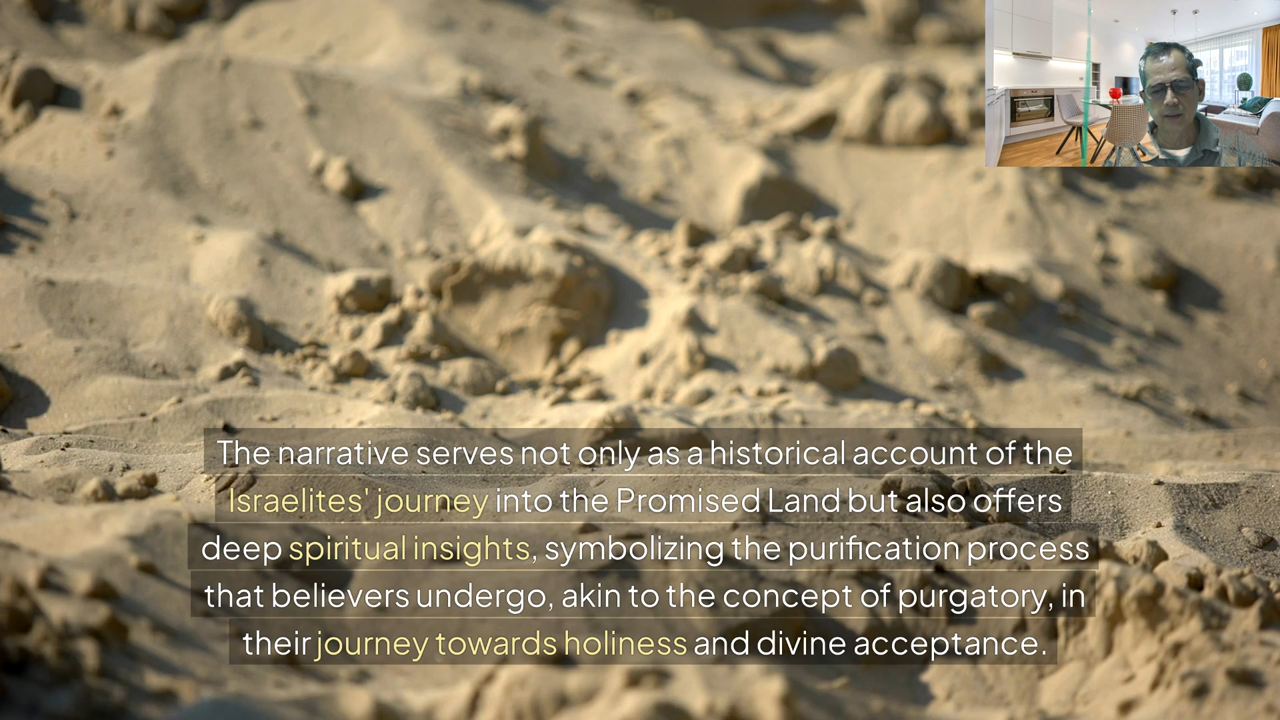 The narrative serves not only as a historical account of the
Israelites' journey into the Promised Land but also offers
deep spiritual insights, symbolizing the purification process
that believers undergo, akin to the concept of purgatory, in
their journey towards holiness and divine acceptance.